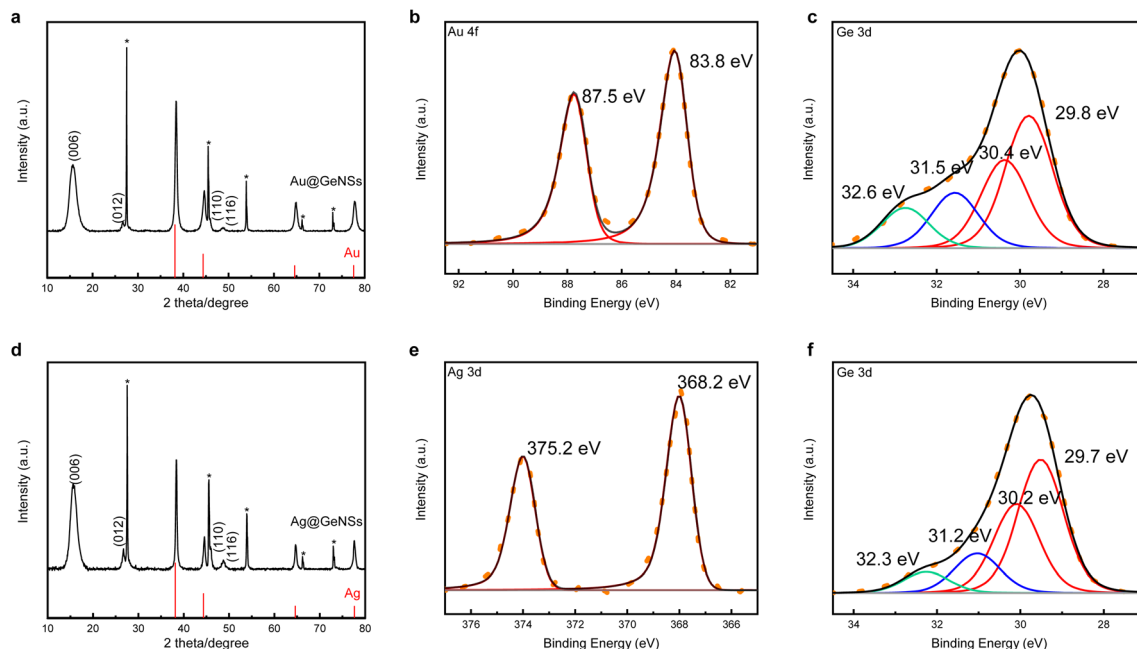 a
Intensity (a.u.)
(006)
(012)
*
*
(110)
(116)
*
*
*
Au@GeNSs
Au
10 20 30 40 50 60 70 80
2 theta/degree
b
Intensity (a.u.)
Au 4f
87.5 eV
83.8 eV
92 90 88 86 84 82
Binding Energy (eV)
c
Intensity (a.u.)
Ge 3d
32.6 eV
31.5 eV
30.4 eV
29.8 eV
34 32 30 28
Binding Energy (eV)
d
Intensity (a.u.)
(006)
(012)
*
*
(110)
(116)
*
*
*
Ag@GeNSs
Ag
10 20 30 40 50 60 70 80
2 theta/degree
e
Intensity (a.u.)
Ag 3d
375.2 eV
368.2 eV
376 374 372 370 368 366
Binding Energy (eV)
f
Intensity (a.u.)
Ge 3d
32.3 eV
31.2 eV
30.2 eV
29.7 eV
34 32 30 28
Binding Energy (eV)